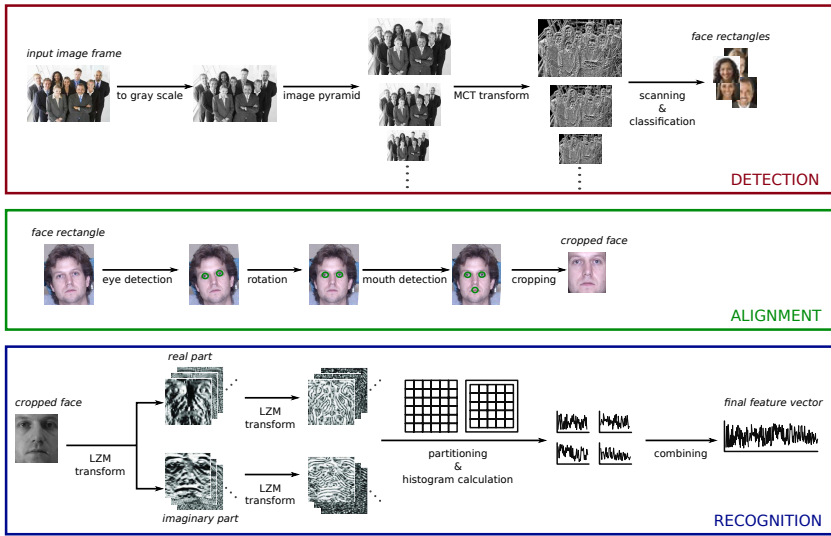 input image frame
to gray scale
image pyramid
MCT transform
scanning
&
classification
face rectangles
DETECTION
face rectangle
eye detection
rotation
mouth detection
cropping
cropped face
ALIGNMENT
cropped face
LZM
transform
real part
imaginary part
LZM
transform
LZM
transform
partitioning
&
histogram calculation
combining
final feature vector
RECOGNITION